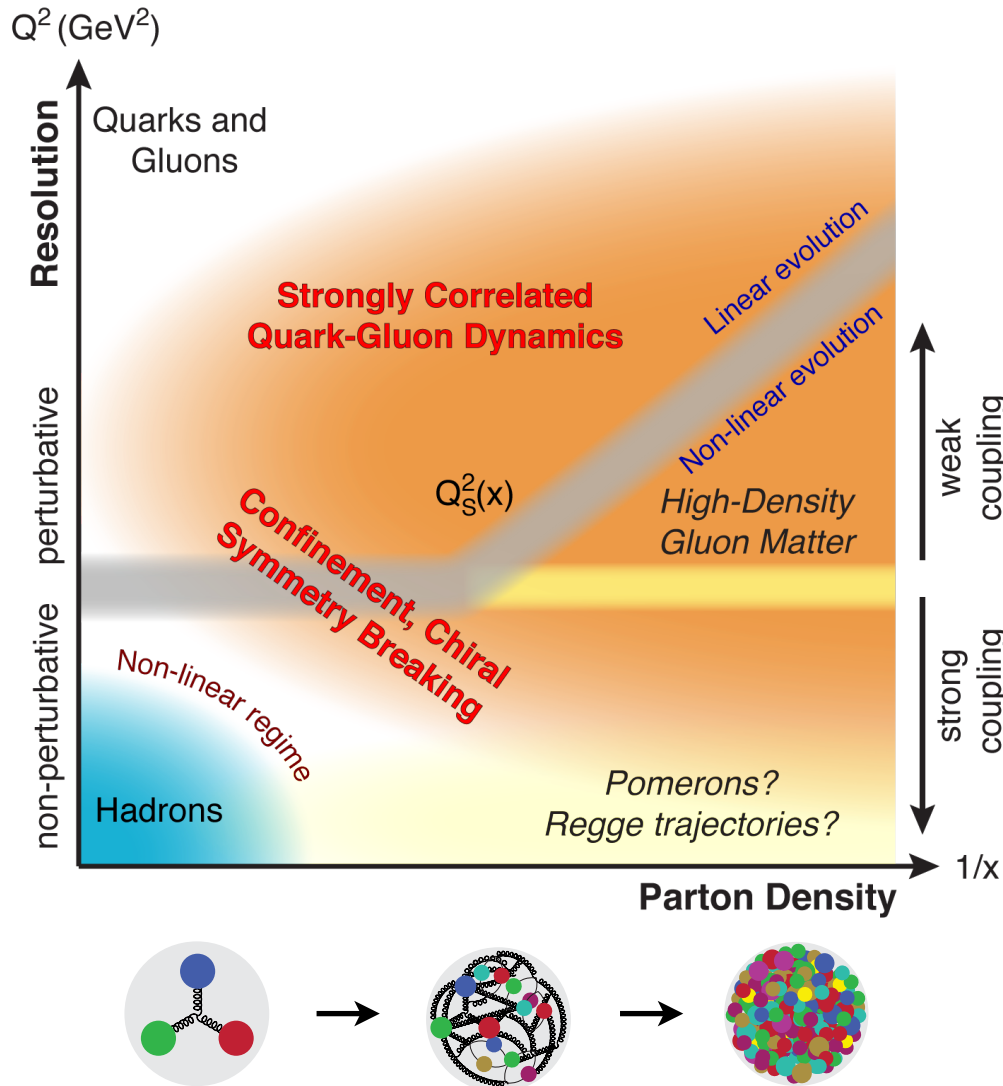 Q² (GeV²)
Resolution
Quarks and
Gluons
Strongly Correlated
Quark-Gluon Dynamics
Linear evolution
Non-linear evolution
perturbative
Q²S(x)
Confinement, Chiral
Symmetry Breaking
High-Density
Gluon Matter
weak
coupling
non-perturbative
Non-linear regime
strong
coupling
Hadrons
Pomerons?
Regge trajectories?
1/x
Parton Density